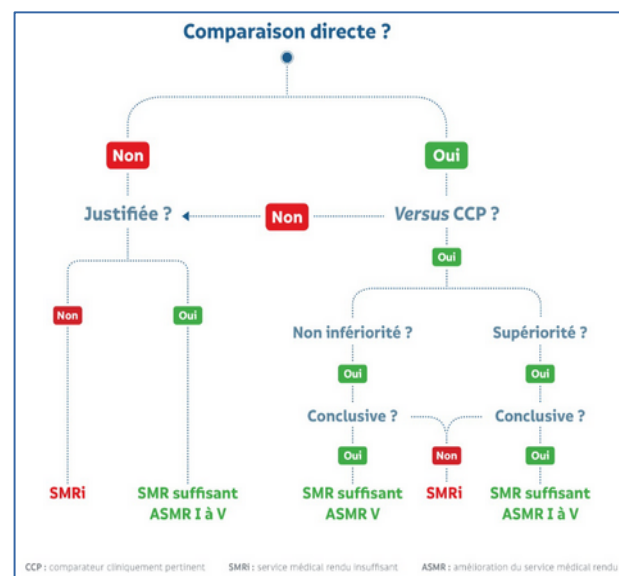 Comparaison directe ?
Non
Oui
Justifiée ?
Non
Versus CCP ?
Oui
Non
Oui
Non infériorité ?
Supériorité ?
Oui
Oui
Conclusive ?
Conclusive ?
Oui
Non
Oui
SMRi
SMR suffisant
ASMR I à V
SMR suffisant
ASMR V
SMRi
SMR suffisant
ASMR I à V
CCP : comparateur cliniquement pertinent SMRi : service médical rendu insuffisant ASMR : amélioration du service médical rendu